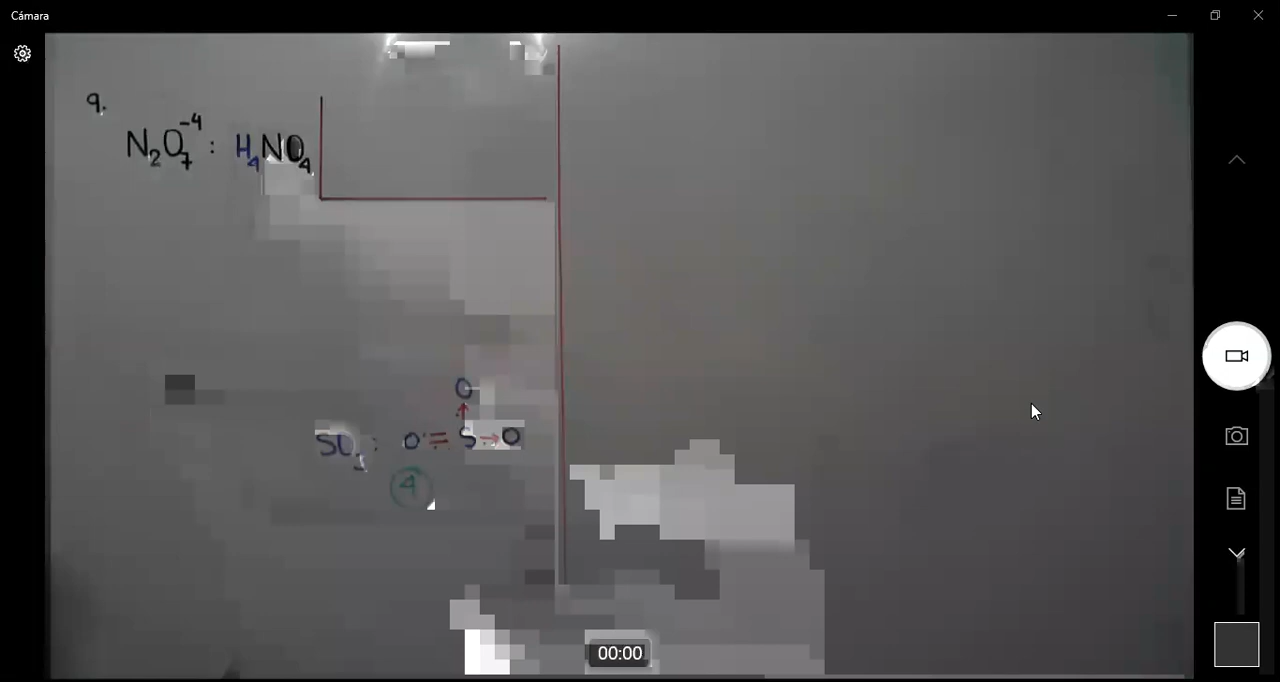 Cámara
9.
N₂O₇⁻⁴ : H₄NO₄
O
↑
SO₃ : O = S → O
4
00:00